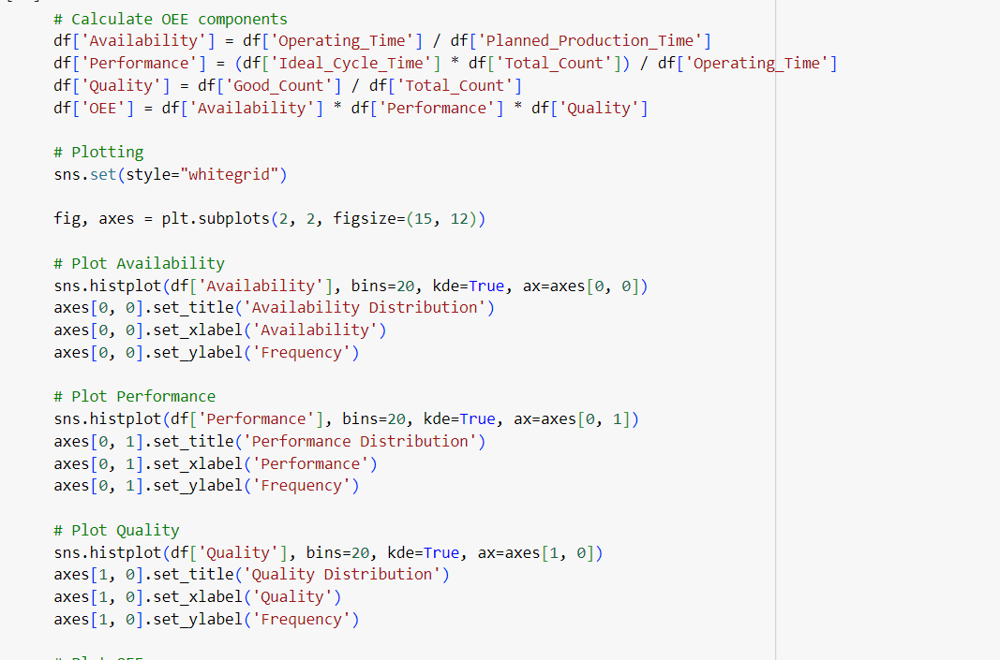 # Calculate OEE components
df['Availability'] = df['Operating_Time'] / df['Planned_Production_Time']
df['Performance'] = (df['Ideal_Cycle_Time'] * df['Total_Count']) / df['Operating_Time']
df['Quality'] = df['Good_Count'] / df['Total_Count']
df['OEE'] = df['Availability'] * df['Performance'] * df['Quality']
# Plotting
sns.set(style="whitegrid")
fig, axes = plt.subplots(2, 2, figsize=(15, 12))
# Plot Availability
sns.histplot(df['Availability'], bins=20, kde=True, ax=axes[0, 0])
axes[0, 0].set_title('Availability Distribution')
axes[0, 0].set_xlabel('Availability')
axes[0, 0].set_ylabel('Frequency')
# Plot Performance
sns.histplot(df['Performance'], bins=20, kde=True, ax=axes[0, 1])
axes[0, 1].set_title('Performance Distribution')
axes[0, 1].set_xlabel('Performance')
axes[0, 1].set_ylabel('Frequency')
# Plot Quality
sns.histplot(df['Quality'], bins=20, kde=True, ax=axes[1, 0])
axes[1, 0].set_title('Quality Distribution')
axes[1, 0].set_xlabel('Quality')
axes[1, 0].set_ylabel('Frequency')